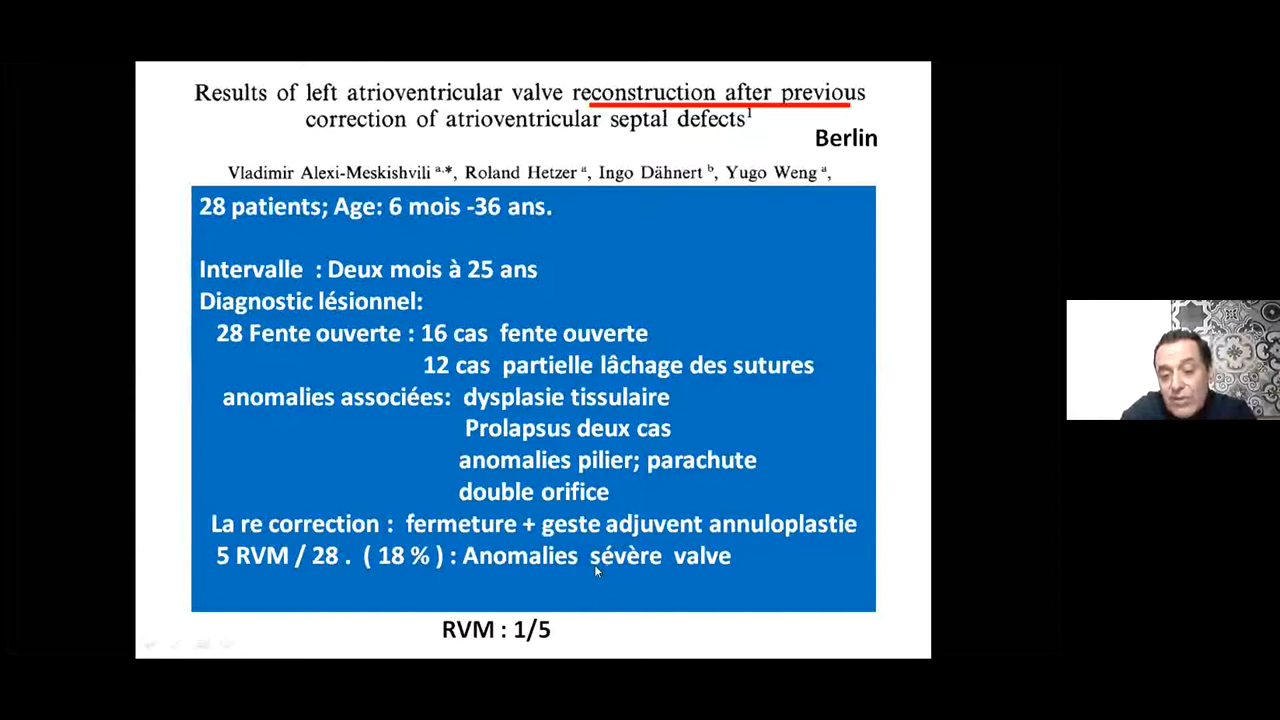 Results of left atrioventricular valve reconstruction after previous
correction of atrioventricular septal defects¹
Berlin
Vladimir Alexi-Meskishvili ᵃ,*, Roland Hetzer ᵃ, Ingo Dähnert ᵇ, Yugo Weng ᵃ,
28 patients; Age: 6 mois -36 ans.
Intervalle : Deux mois à 25 ans
Diagnostic lésionnel:
28 Fente ouverte : 16 cas fente ouverte
12 cas partielle lâchage des sutures
anomalies associées: dysplasie tissulaire
Prolapsus deux cas
anomalies pilier; parachute
double orifice
La re correction : fermeture + geste adjuvent annuloplastie
5 RVM / 28 . ( 18 % ) : Anomalies sévère valve
RVM : 1/5